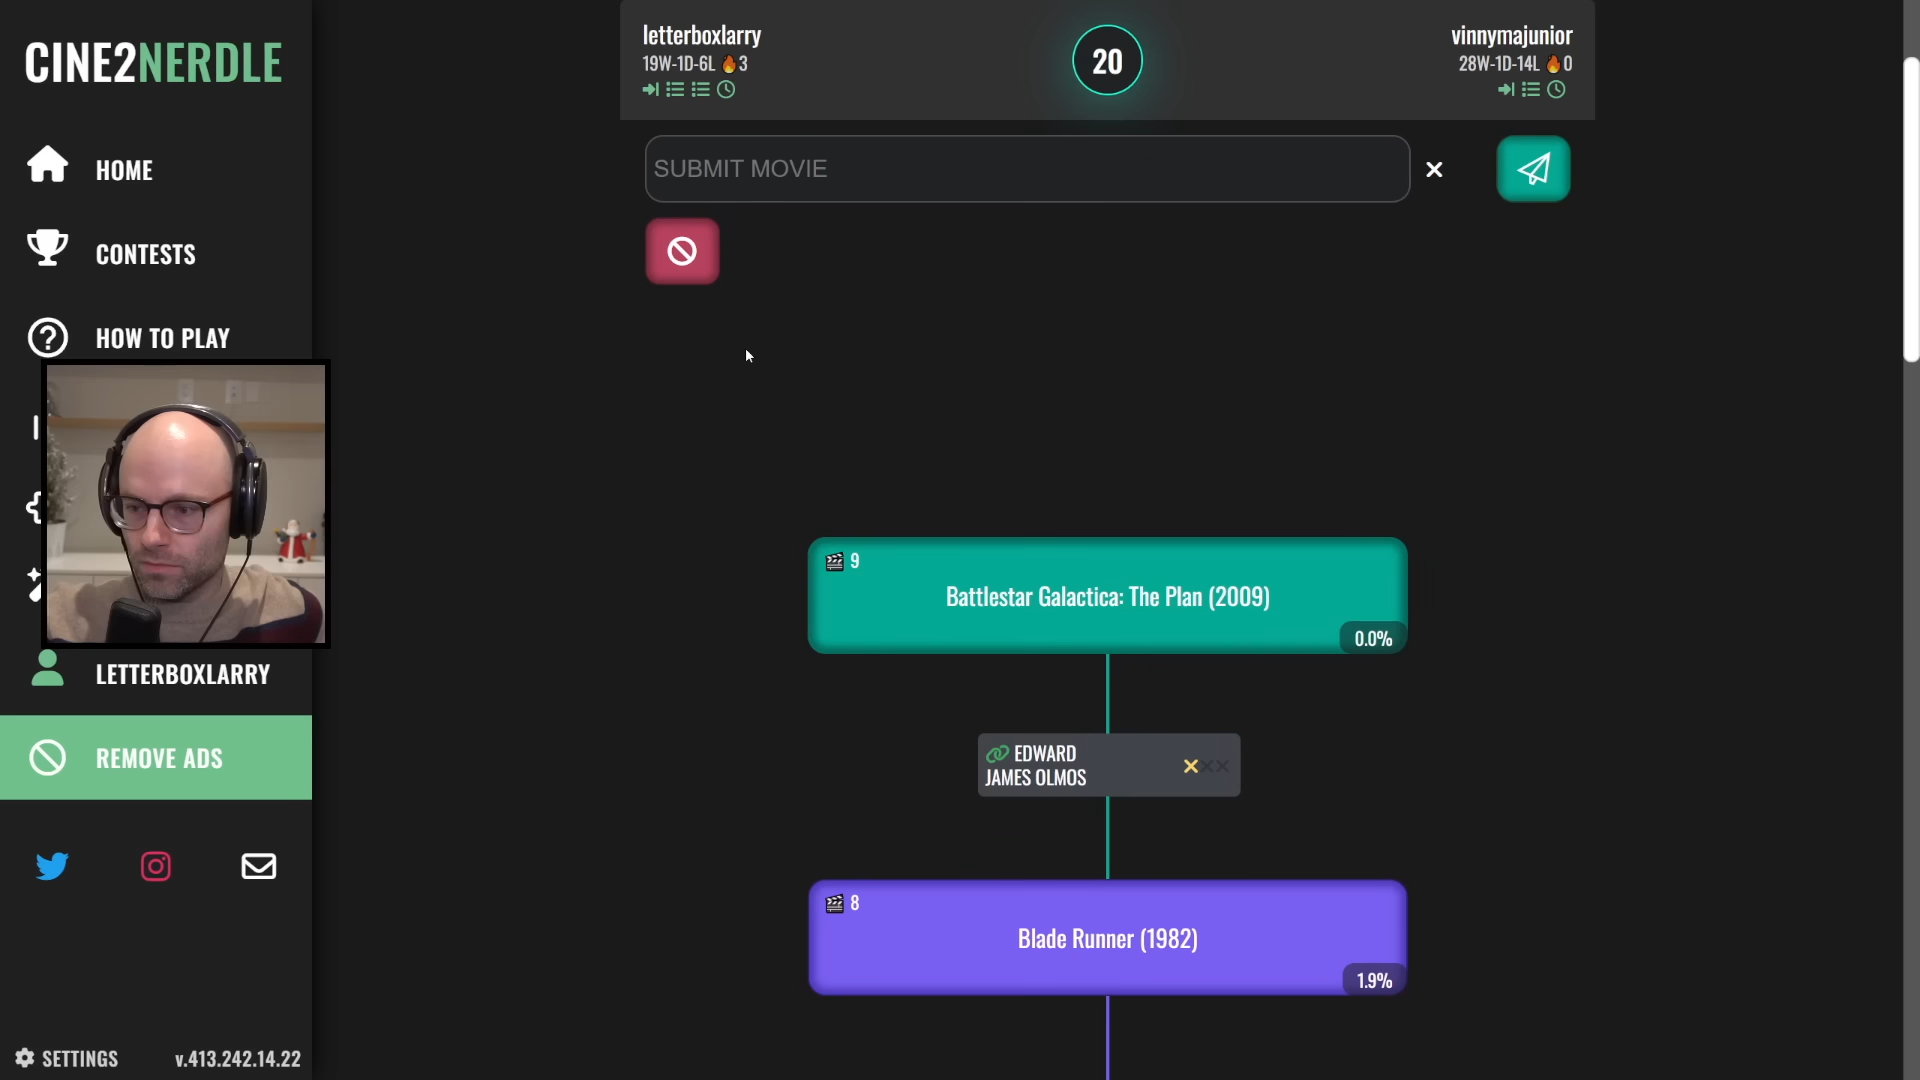 CINE2NERDLE
HOME
CONTESTS
HOW TO PLAY
LETTERBOXLARRY
REMOVE ADS
SETTINGS
v.413.242.14.22
letterboxlarry
19W-1D-6L 🔥3
20
vinnymajunior
28W-1D-14L 🔥0
SUBMIT MOVIE
9
Battlestar Galactica: The Plan (2009)
0.0%
EDWARD
JAMES OLMOS
8
Blade Runner (1982)
1.9%